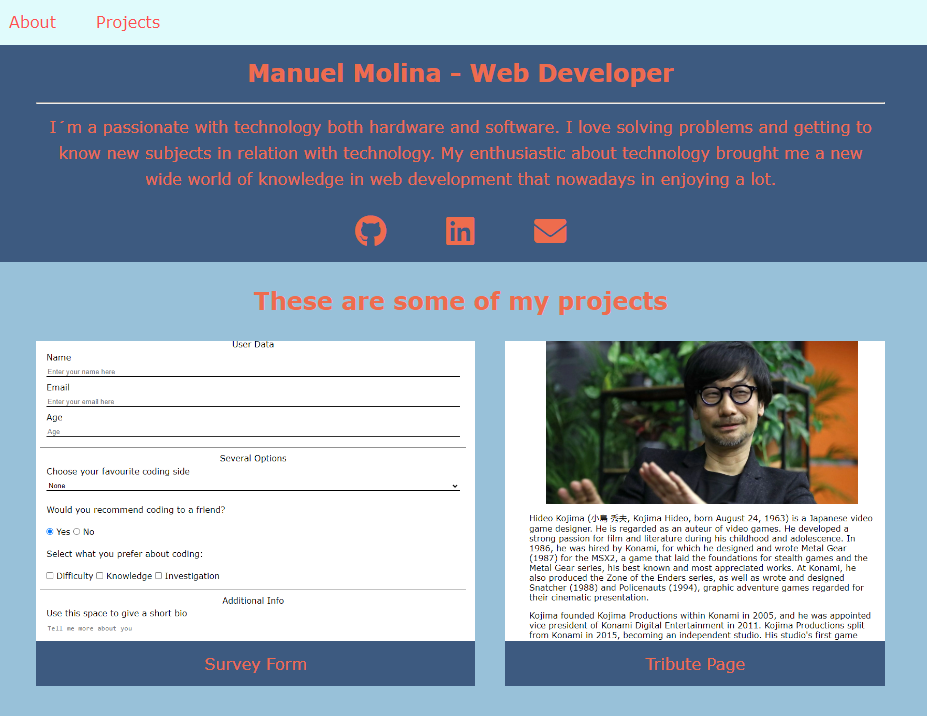 About Projects
Manuel Molina - Web Developer
I´m a passionate with technology both hardware and software. I love solving problems and getting to
know new subjects in relation with technology. My enthusiastic about technology brought me a new
wide world of knowledge in web development that nowadays in enjoying a lot.
in
These are some of my projects
User Data
Name
Enter your name here
Email
Enter your email here
Age
Age
Several Options
Choose your favourite coding side
None
Would you recommend coding to a friend?
Yes No
Select what you prefer about coding:
Difficulty Knowledge Investigation
Additional Info
Use this space to give a short bio
Tell me more about you
Survey Form
Hideo Kojima (小島 秀夫, Kojima Hideo, born August 24, 1963) is a Japanese video
game designer. He is regarded as an auteur of video games. He developed a
strong passion for film and literature during his childhood and adolescence. In
1986, he was hired by Konami, for which he designed and wrote Metal Gear
(1987) for the MSX2, a game that laid the foundations for stealth games and the
Metal Gear series, his best known and most appreciated works. At Konami, he
also produced the Zone of the Enders series, as well as wrote and designed
Snatcher (1988) and Policenauts (1994), graphic adventure games regarded for
their cinematic presentation.
Kojima founded Kojima Productions within Konami in 2005, and he was appointed
vice president of Konami Digital Entertainment in 2011. Kojima Productions split
from Konami in 2015, becoming an independent studio. His studio's first game
Tribute Page